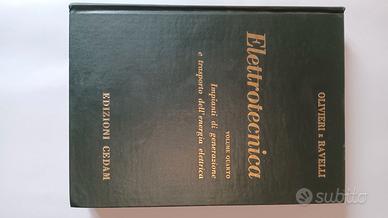 OLIVIERI E RAVELLI
Elettrotecnica
VOLUME QUARTO
Impianti di generazione
e trasporto dell'energia elettrica
EDIZIONI CEDAM
subito